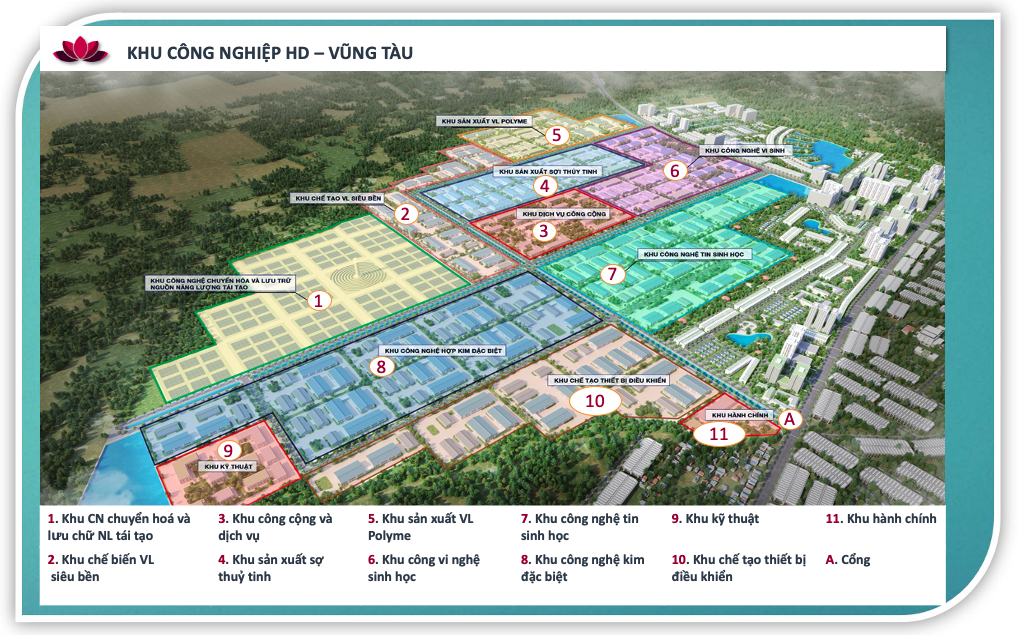 KHU CÔNG NGHIỆP HD – VŨNG TÀU
KHU SẢN XUẤT VL POLYME
5
KHU CÔNG NGHỆ VI SINH
6
KHU SẢN XUẤT SỢI THỦY TINH
4
KHU CHẾ TẠO VL SIÊU BỀN
2
KHU DỊCH VỤ CÔNG CỘNG
3
KHU CÔNG NGHỆ TIN SINH HỌC
7
KHU CÔNG NGHỆ CHUYỂN HÓA VÀ LƯU TRỮ
NGUỒN NĂNG LƯỢNG TÁI TẠO
1
KHU CÔNG NGHỆ HỢP KIM ĐẶC BIỆT
8
KHU CHẾ TẠO THIẾT BỊ ĐIỀU KHIỂN
10
KHU HÀNH CHÍNH
A
11
9
KHU KỸ THUẬT
1. Khu CN chuyển hoá và
lưu chữ NL tái tạo
2. Khu chế biến VL
siêu bền
3. Khu công cộng và
dịch vụ
4. Khu sản xuất sợ
thuỷ tinh
5. Khu sản xuất VL
Polyme
6. Khu công vi nghệ
sinh học
7. Khu công nghệ tin
sinh học
8. Khu công nghệ kim
đặc biệt
9. Khu kỹ thuật
10. Khu chế tạo thiết bị
điều khiển
11. Khu hành chính
A. Cổng